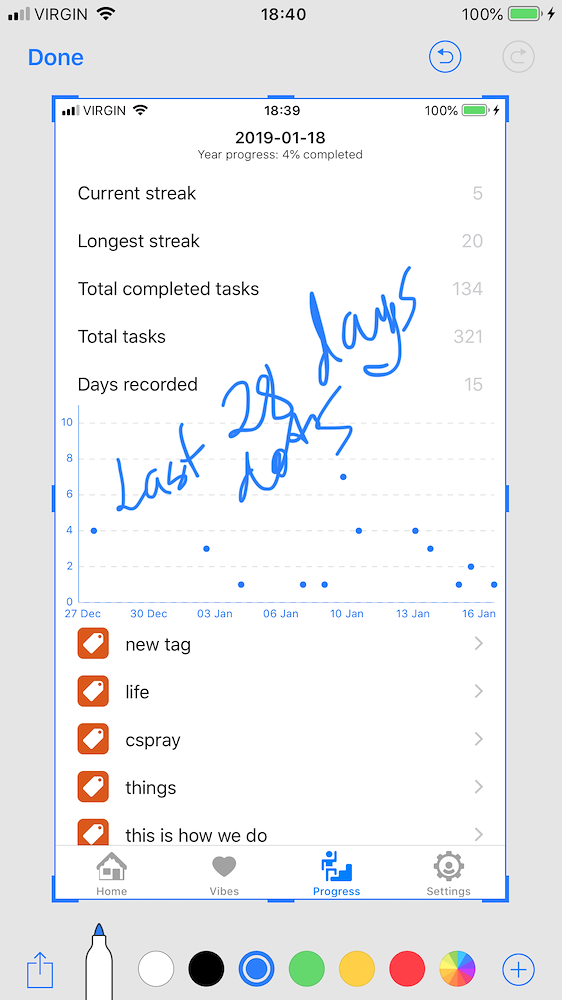 VIRGIN 18:40 100%
Done
VIRGIN 18:39 100%
2019-01-18
Year progress: 4% completed
Current streak 5
Longest streak 20
Total completed tasks 134
Total tasks 321
Days recorded 15
days
Last 28 days
10
8
6
4
2
0
27 Dec 30 Dec 03 Jan 06 Jan 10 Jan 13 Jan 16 Jan
new tag
life
cspray
things
this is how we do
Home Vibes Progress Settings